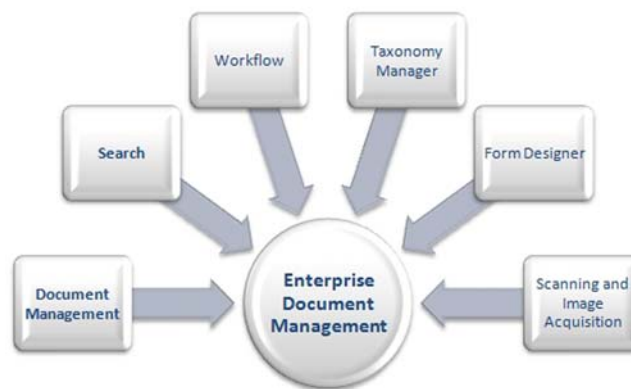 Workflow
Taxonomy
Manager
Search
Form Designer
Document
Management
Enterprise
Document
Management
Scanning and
Image
Acquisition